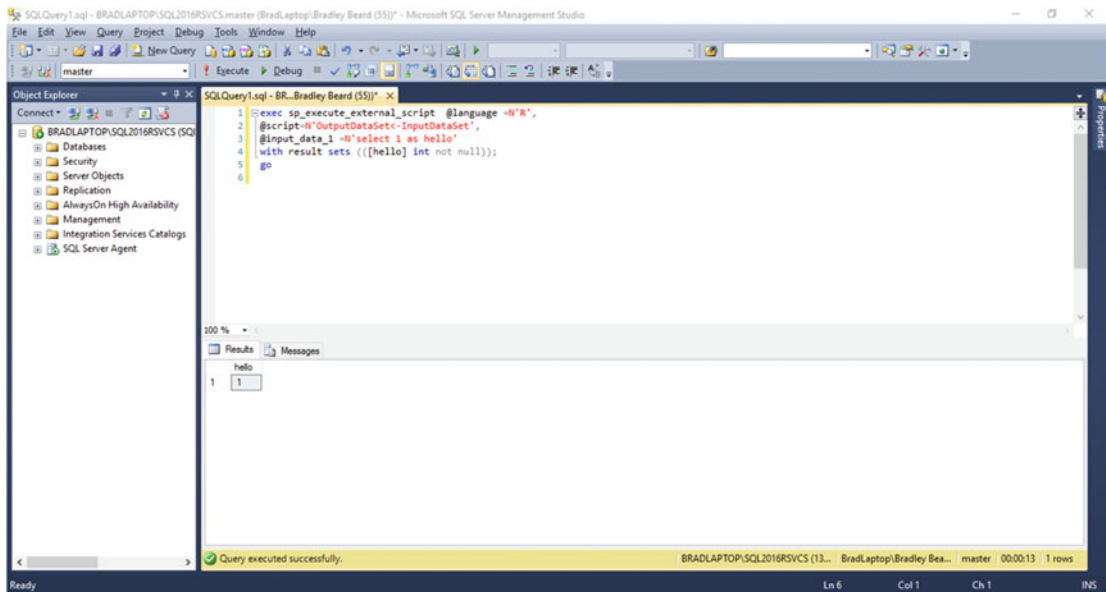 SQLQuery1.sql - BRADLAPTOP\SQL2016RSVCS.master (BradLaptop\Bradley Beard (55))* - Microsoft SQL Server Management Studio
File Edit View Query Project Debug Tools Window Help
New Query
master Execute Debug
Object Explorer
SQLQuery1.sql - BR...Bradley Beard (55))*
Properties
Connect
BRADLAPTOP\SQL2016RSVCS (SQ
Databases
Security
Server Objects
Replication
AlwaysOn High Availability
Management
Integration Services Catalogs
SQL Server Agent
1 exec sp_execute_external_script @language =N'R',
2 @script=N'OutputDataSet<-InputDataSet',
3 @input_data_1 =N'select 1 as hello'
4 with result sets (([hello] int not null));
5 go
6
100 %
Results Messages
hello
1 1
Query executed successfully. BRADLAPTOP\SQL2016RSVCS (13... BradLaptop\Bradley Bea... master 00:00:13 1 rows
Ready Ln 6 Col 1 Ch 1 INS